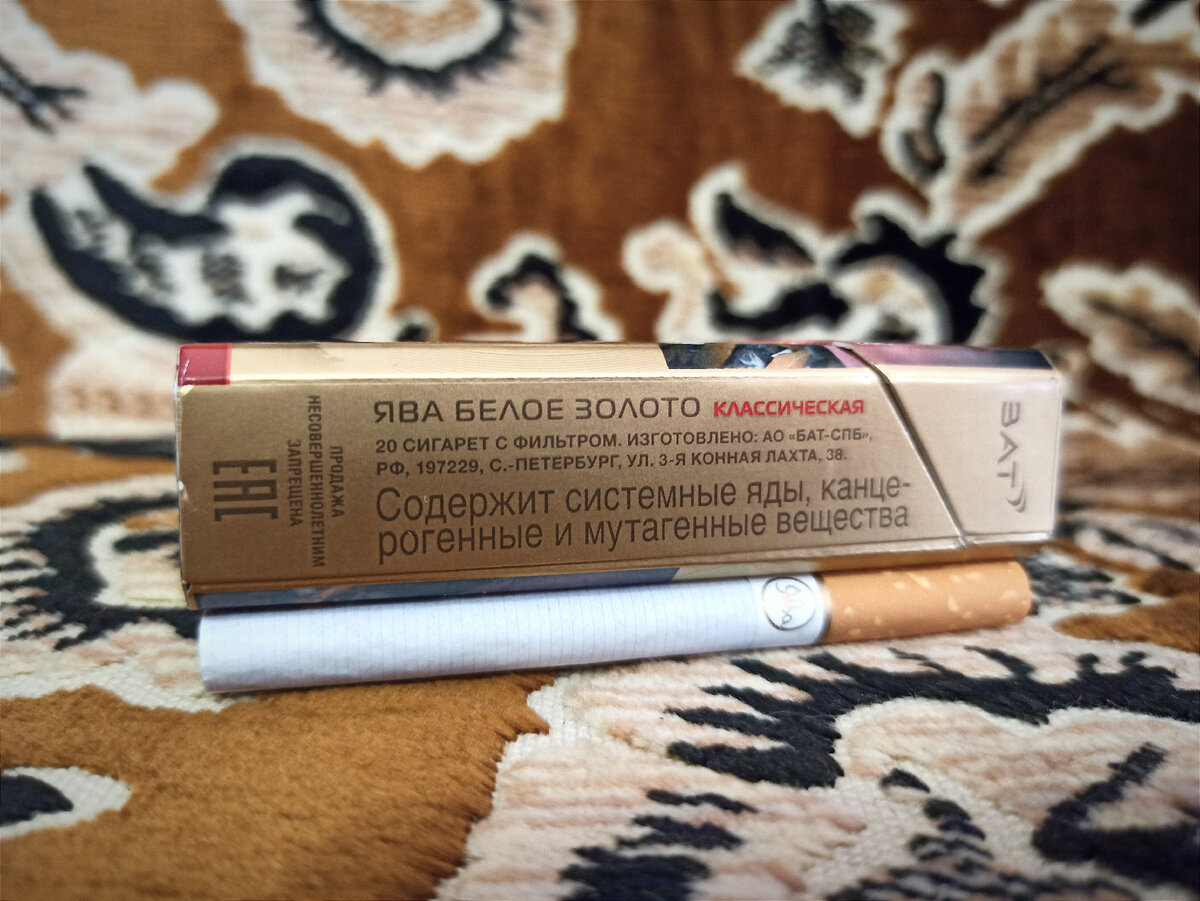 ЯВА БЕЛОЕ ЗОЛОТО КЛАССИЧЕСКАЯ
20 СИГАРЕТ С ФИЛЬТРОМ. ИЗГОТОВЛЕНО: АО «БАТ-СПБ»,
РФ, 197229, С.-ПЕТЕРБУРГ, УЛ. 3-Я КОННАЯ ЛАХТА, 38.
Содержит системные яды, канце-
рогенные и мутагенные вещества
ПРОДАЖА
НЕСОВЕРШЕННОЛЕТНИМ
ЗАПРЕЩЕНА
EAC
BAT
Ява